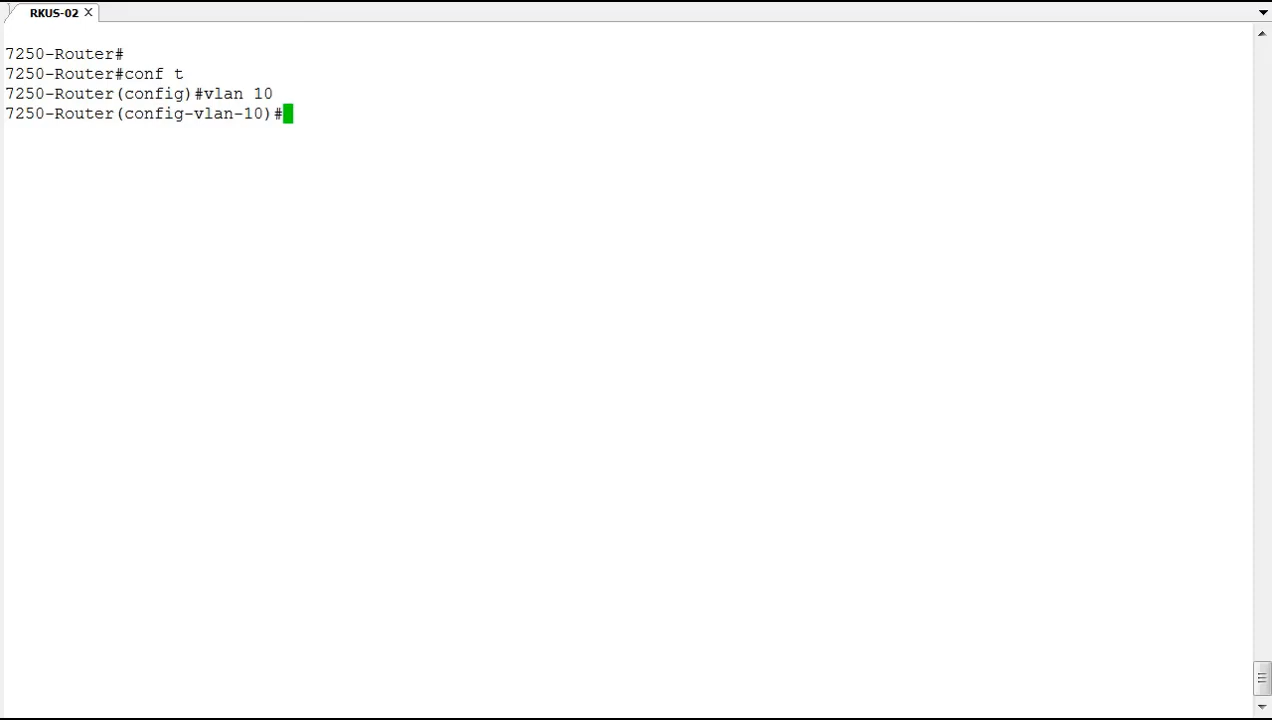 RKUS-02
7250-Router#
7250-Router#conf t
7250-Router(config)#vlan 10
7250-Router(config-vlan-10)#